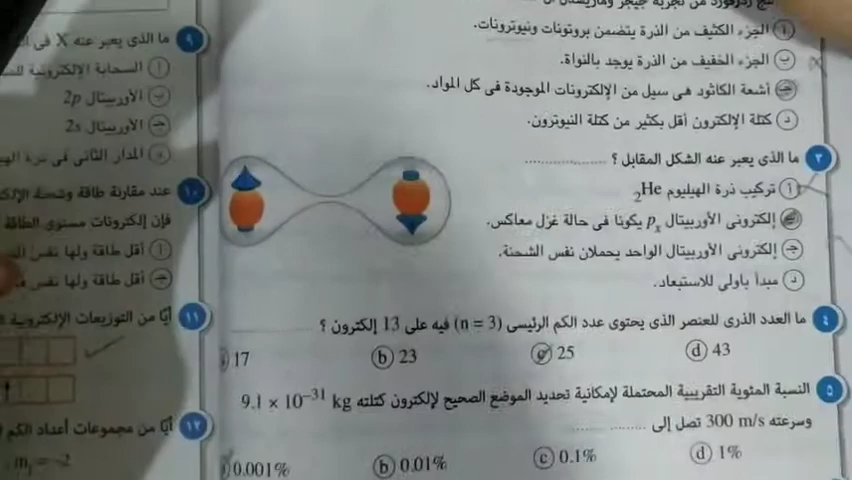 أ الجزء الكثيف من الذرة يتضمن بروتونات ونيوترونات.
ب الجزء الخفيف من الذرة يوجد بالنواة.
ج أشعة الكاثود هى سيل من الإلكترونات الموجودة فى كل المواد.
د كتلة الإلكترون أقل بكثير من كتلة النيوترون.
٣ ما الذى يعبر عنه الشكل المقابل ؟ ..............
أ تركيب ذرة الهيليوم ₂He
ب إلكترونى الأوربيتال pₓ يكونا فى حالة غزل معاكس.
ج إلكترونى الأوربيتال الواحد يحملان نفس الشحنة.
د مبدأ باولى للاستبعاد.
٤ ما العدد الذرى للعنصر الذى يحتوى عدد الكم الرئيسى (n = 3) فيه على 13 إلكترون ؟ ..............
17 b 23 c 25 d 43
٥ النسبة المئوية التقريبية المحتملة لإمكانية تحديد الموضع الصحيح لإلكترون كتلته 9.1 × 10⁻³¹ kg
وسرعته 300 m/s تصل إلى ..............
0.001% b 0.01% c 0.1% d 1%
٩ ما الذى يعبر عنه X فى
أ السحابة الإلكترونية
ب الأوربيتال 2p
ج الأوربيتال 2s
د المدار الثانى فى ذرة
١٠ عند مقارنة طاقة وشحنة
فإن إلكترونات مستوى الطاقة
أ أقل طاقة ولها نفس
ج أقل طاقة ولها نفس
١١ أيًا من التوزيعات الإلكترونية
١٢ أيًا من مجموعات أعداد الكم
mₗ = −2